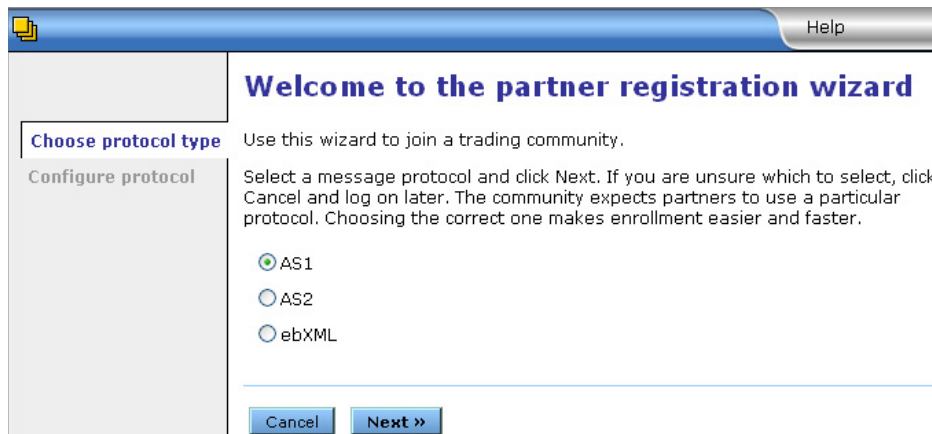 Help
Welcome to the partner registration wizard
Choose protocol type
Configure protocol
Use this wizard to join a trading community.
Select a message protocol and click Next. If you are unsure which to select, click
Cancel and log on later. The community expects partners to use a particular
protocol. Choosing the correct one makes enrollment easier and faster.
AS1
AS2
ebXML
Cancel
Next »